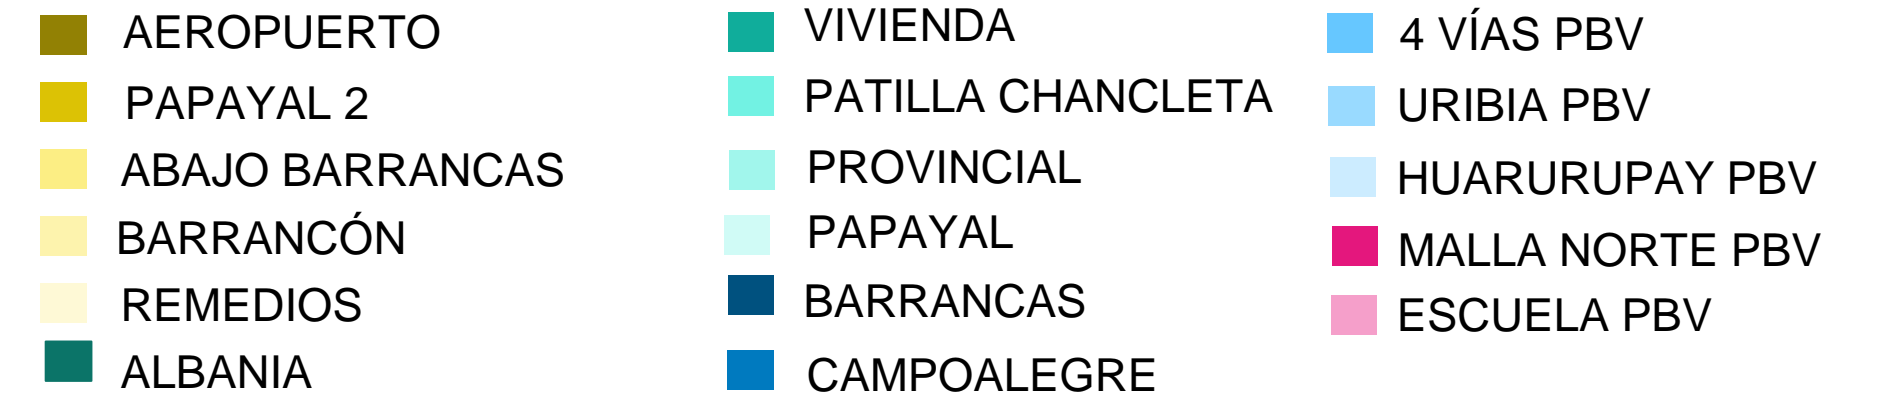 AEROPUERTO
PAPAYAL 2
ABAJO BARRANCAS
BARRANCÓN
REMEDIOS
ALBANIA
VIVIENDA
PATILLA CHANCLETA
PROVINCIAL
PAPAYAL
BARRANCAS
CAMPOALEGRE
4 VÍAS PBV
URIBIA PBV
HUARURUPAY PBV
MALLA NORTE PBV
ESCUELA PBV